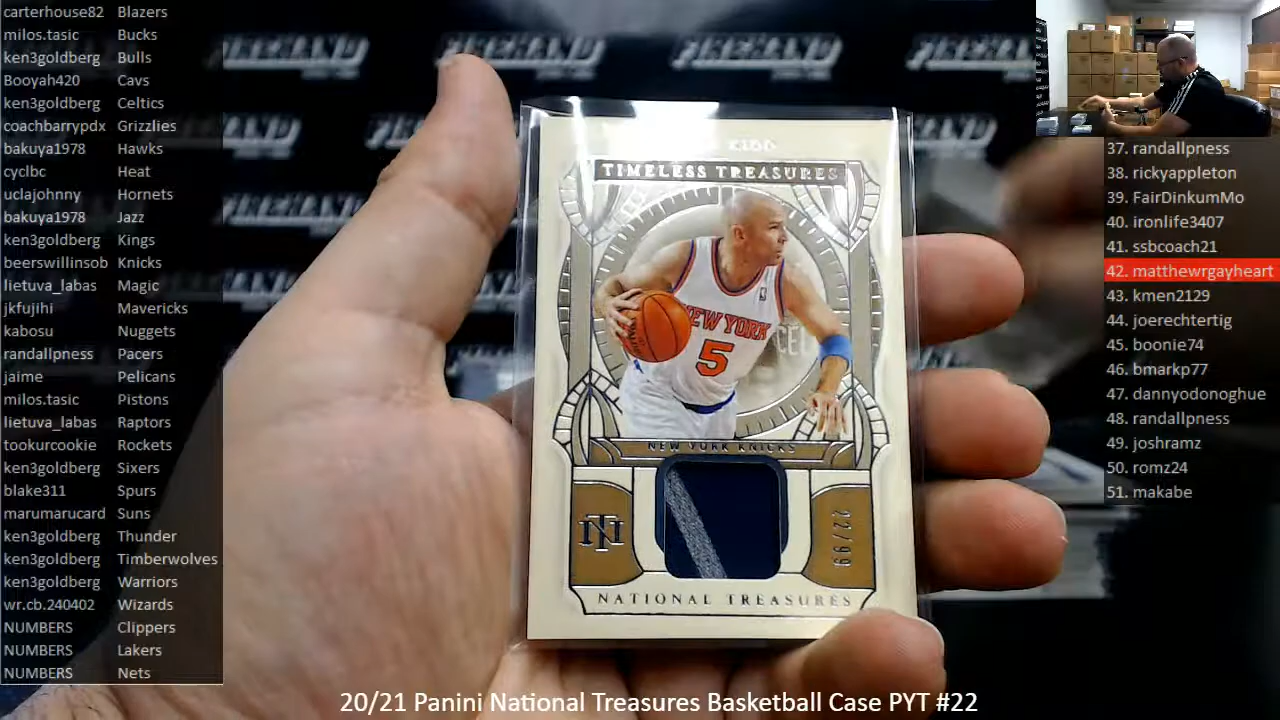 carterhouse82 Blazers
milos.tasic Bucks
ken3goldberg Bulls
Booyah420 Cavs
ken3goldberg Celtics
coachbarrypdx Grizzlies
bakuya1978 Hawks
cyclbc Heat
uclajohnny Hornets
bakuya1978 Jazz
ken3goldberg Kings
beerswillinsob Knicks
lietuva_labas Magic
jkfujihi Mavericks
kabosu Nuggets
randallpness Pacers
jaime Pelicans
milos.tasic Pistons
lietuva_labas Raptors
tookurcookie Rockets
ken3goldberg Sixers
blake311 Spurs
marumarucard Suns
ken3goldberg Thunder
ken3goldberg Timberwolves
ken3goldberg Warriors
wr.cb.240402 Wizards
NUMBERS Clippers
NUMBERS Lakers
NUMBERS Nets
KIDD
TIMELESS TREASURES
NEW YORK
5
NEW YORK KNICKS
NT
22/99
NATIONAL TREASURES
37. randallpness
38. rickyappleton
39. FairDinkumMo
40. ironlife3407
41. ssbcoach21
42. matthewrgayheart
43. kmen2129
44. joerechtertig
45. boonie74
46. bmarkp77
47. dannyodonoghue
48. randallpness
49. joshramz
50. romz24
51. makabe
20/21 Panini National Treasures Basketball Case PYT #22